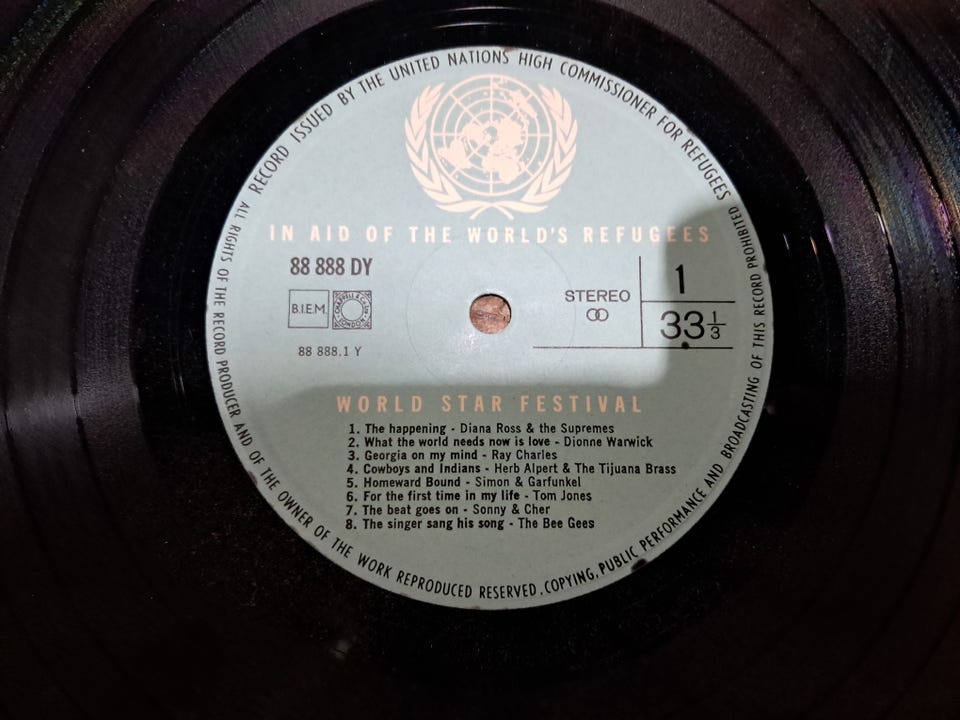 RECORD ISSUED BY THE UNITED NATIONS HIGH COMMISSIONER FOR REFUGEES
IN AID OF THE WORLD'S REFUGEES
88 888 DY
B.I.E.M.
CHAPPELL & Co LTD LONDON
88 888.1 Y
STEREO
1
33 1/3
WORLD STAR FESTIVAL
1. The happening - Diana Ross & the Supremes
2. What the world needs now is love - Dionne Warwick
3. Georgia on my mind - Ray Charles
4. Cowboys and Indians - Herb Alpert & The Tijuana Brass
5. Homeward Bound - Simon & Garfunkel
6. For the first time in my life - Tom Jones
7. The beat goes on - Sonny & Cher
8. The singer sang his song - The Bee Gees
ALL RIGHTS OF THE RECORD PRODUCER AND OF THE OWNER OF THE WORK REPRODUCED RESERVED. COPYING, PUBLIC PERFORMANCE AND BROADCASTING OF THIS RECORD PROHIBITED